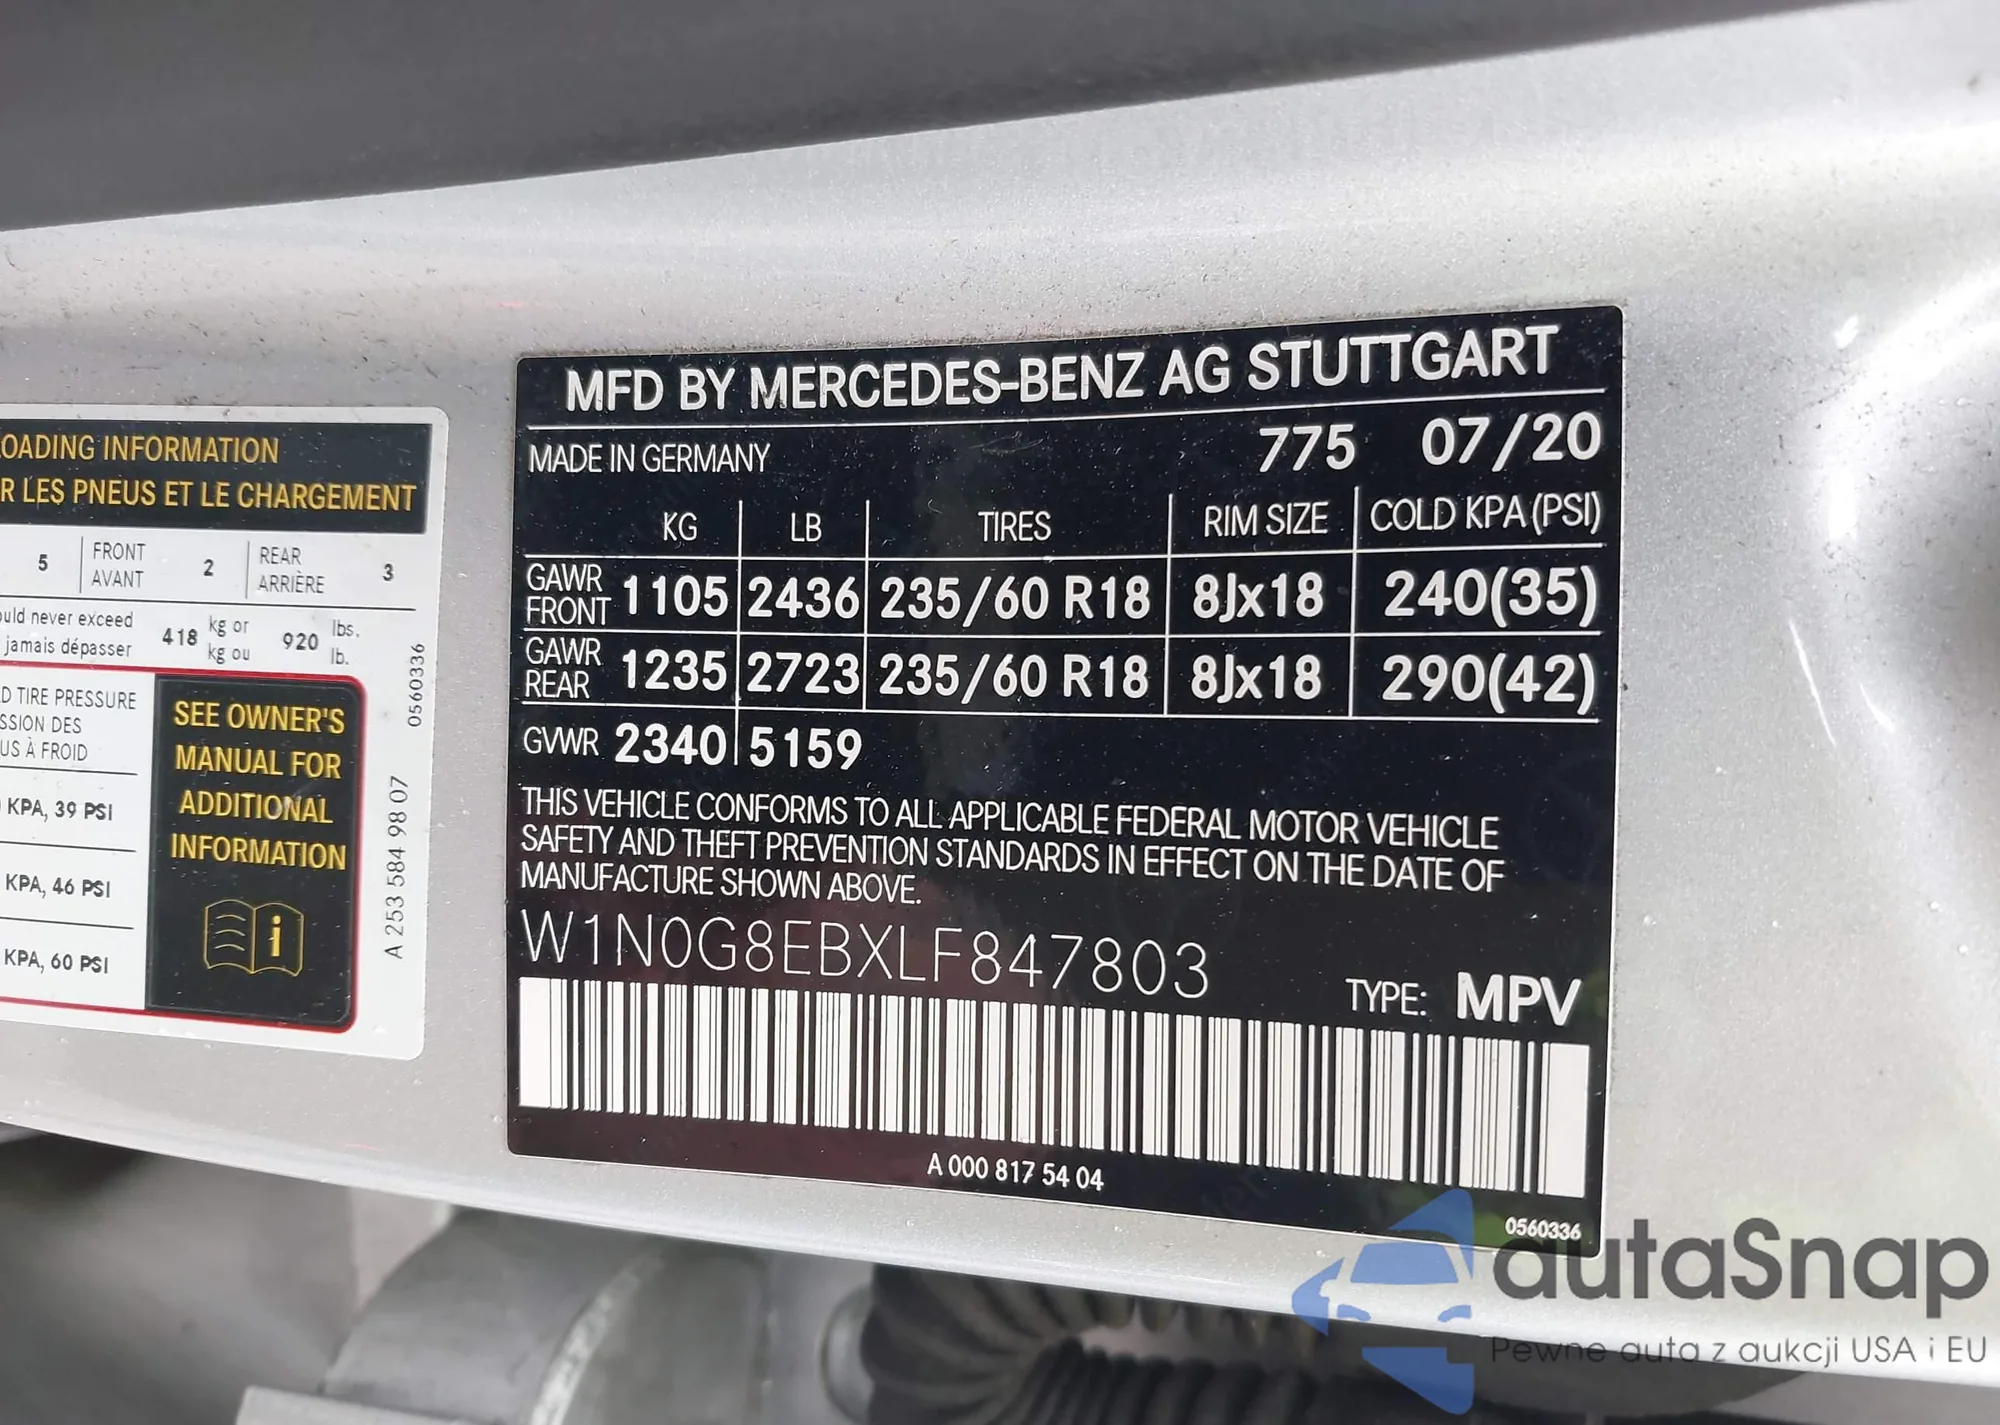 OADING INFORMATION
R LES PNEUS ET LE CHARGEMENT
5 FRONT AVANT 2 REAR ARRIÈRE 3
uld never exceed
jamais dépasser 418 kg or kg ou 920 lbs. lb.
D TIRE PRESSURE
SSION DES
US À FROID
KPA, 39 PSI
KPA, 46 PSI
KPA, 60 PSI
SEE OWNER'S
MANUAL FOR
ADDITIONAL
INFORMATION
i
0560336
A 253 584 98 07
MFD BY MERCEDES-BENZ AG STUTTGART
MADE IN GERMANY 775 07/20
KG LB TIRES RIM SIZE COLD KPA (PSI)
GAWR FRONT 1105 2436 235/60 R18 8Jx18 240(35)
GAWR REAR 1235 2723 235/60 R18 8Jx18 290(42)
GVWR 2340 5159
THIS VEHICLE CONFORMS TO ALL APPLICABLE FEDERAL MOTOR VEHICLE
SAFETY AND THEFT PREVENTION STANDARDS IN EFFECT ON THE DATE OF
MANUFACTURE SHOWN ABOVE.
W1N0G8EBXLF847803
TYPE: MPV
A 000 817 54 04
0560336
autaSnap
Pewne auta z aukcji USA i EU